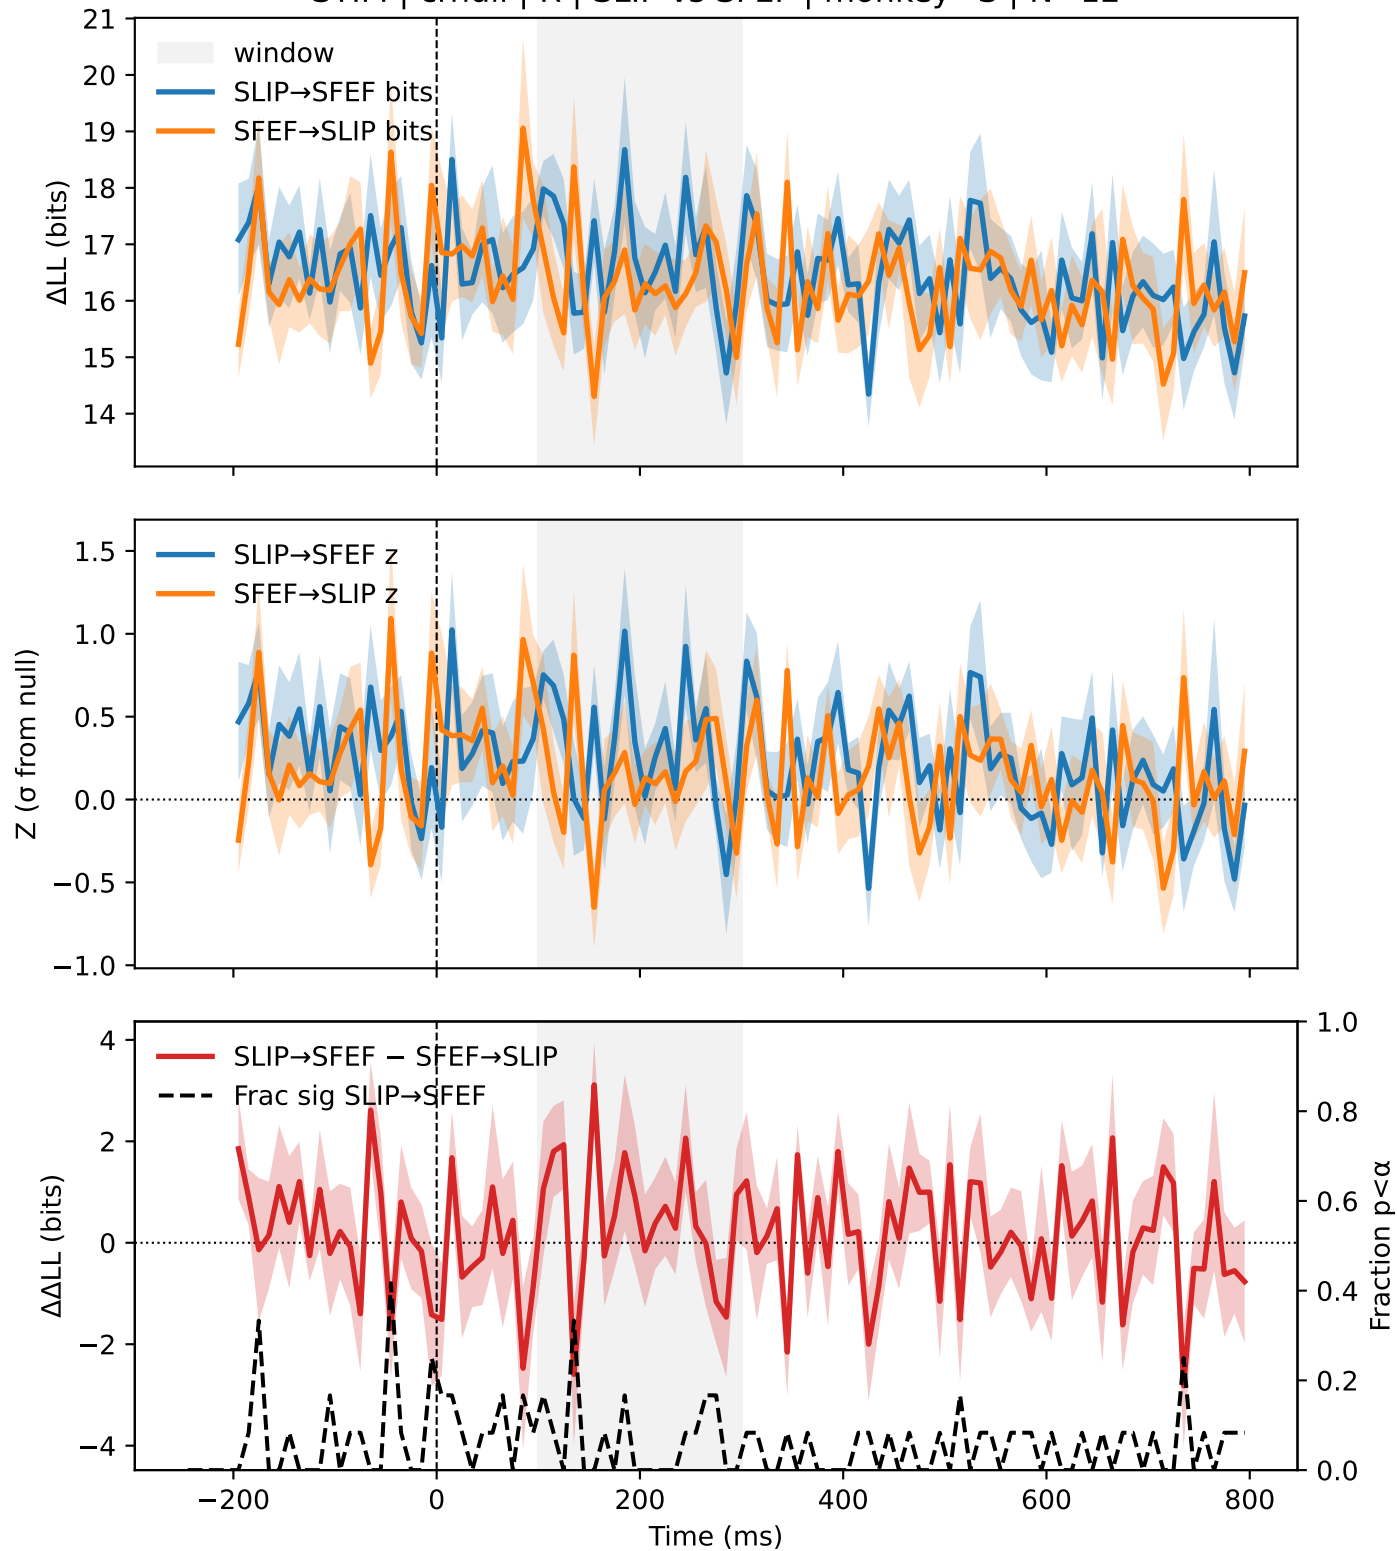 21
20
19
18
17
16
15
14
ΔLL (bits)
window
SLIP→SFEF bits
SFEF→SLIP bits
1.5
1.0
0.5
0.0
−0.5
−1.0
Z (σ from null)
SLIP→SFEF z
SFEF→SLIP z
4
2
0
−2
−4
ΔΔLL (bits)
SLIP→SFEF − SFEF→SLIP
Frac sig SLIP→SFEF
1.0
0.8
0.6
0.4
0.2
0.0
Fraction p<α
−200 0 200 400 600 800
Time (ms)